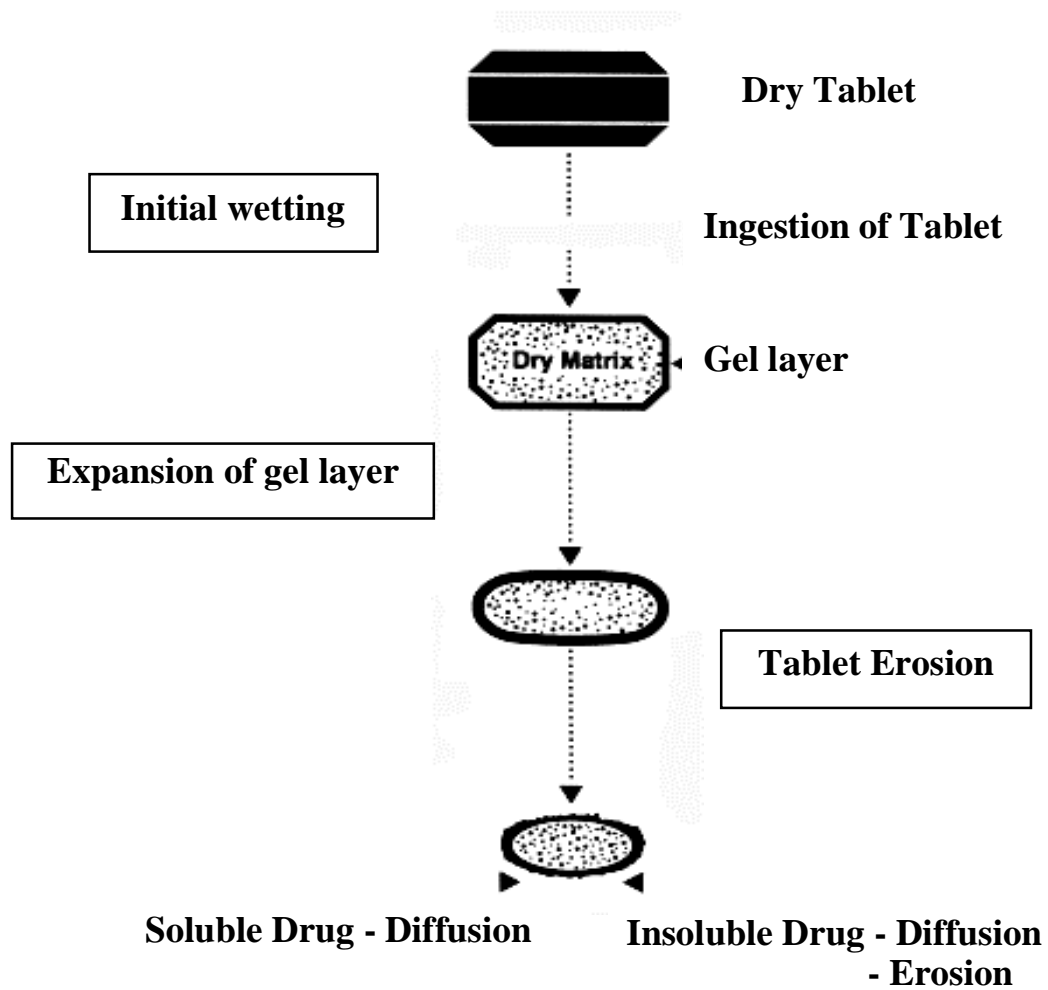 Dry Tablet
Initial wetting
Ingestion of Tablet
Dry Matrix
Gel layer
Expansion of gel layer
Tablet Erosion
Soluble Drug - Diffusion
Insoluble Drug - Diffusion
- Erosion